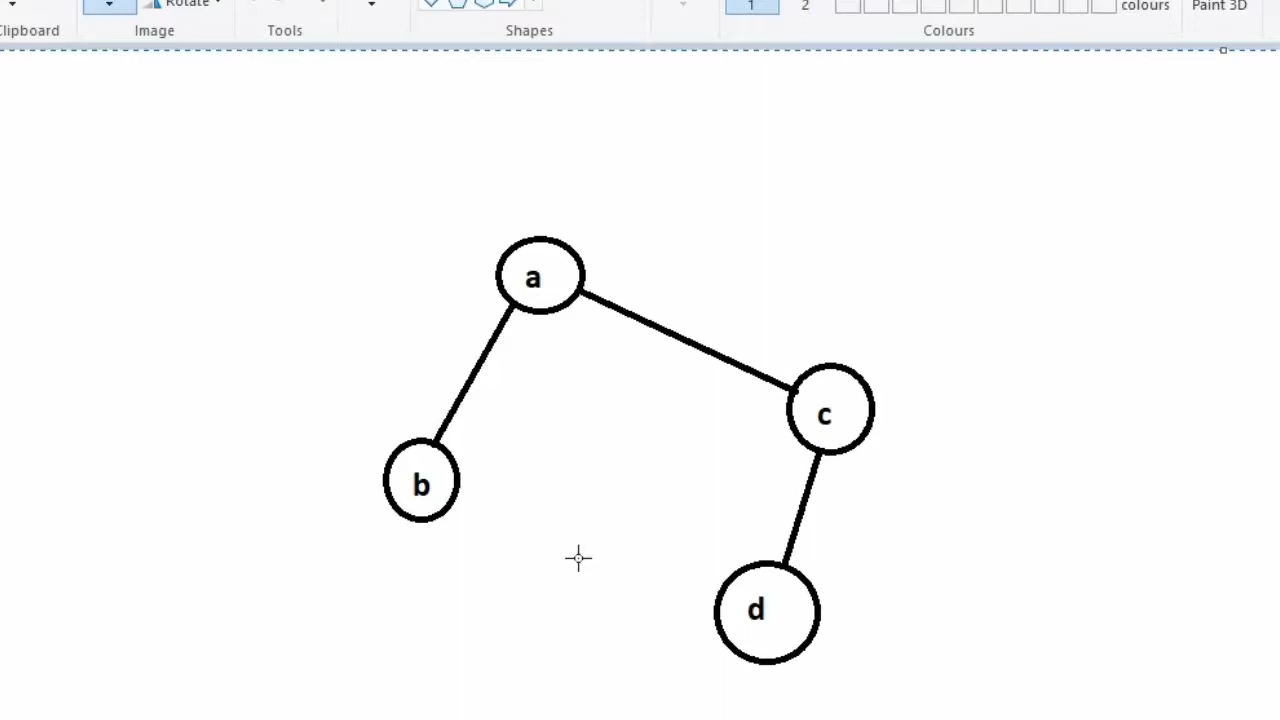 Rotate
1
2
colours
Paint 3D
Clipboard
Image
Tools
Shapes
Colours
a
c
b
d